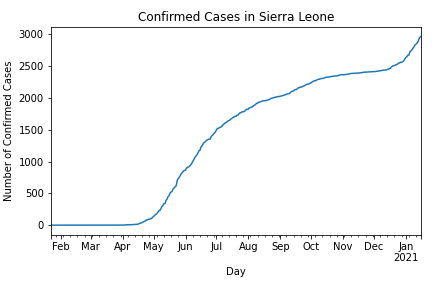 Confirmed Cases in Sierra Leone
Number of Confirmed Cases
3000
2500
2000
1500
1000
500
0
Feb Mar Apr May Jun Jul Aug Sep Oct Nov Dec Jan
2021
Day